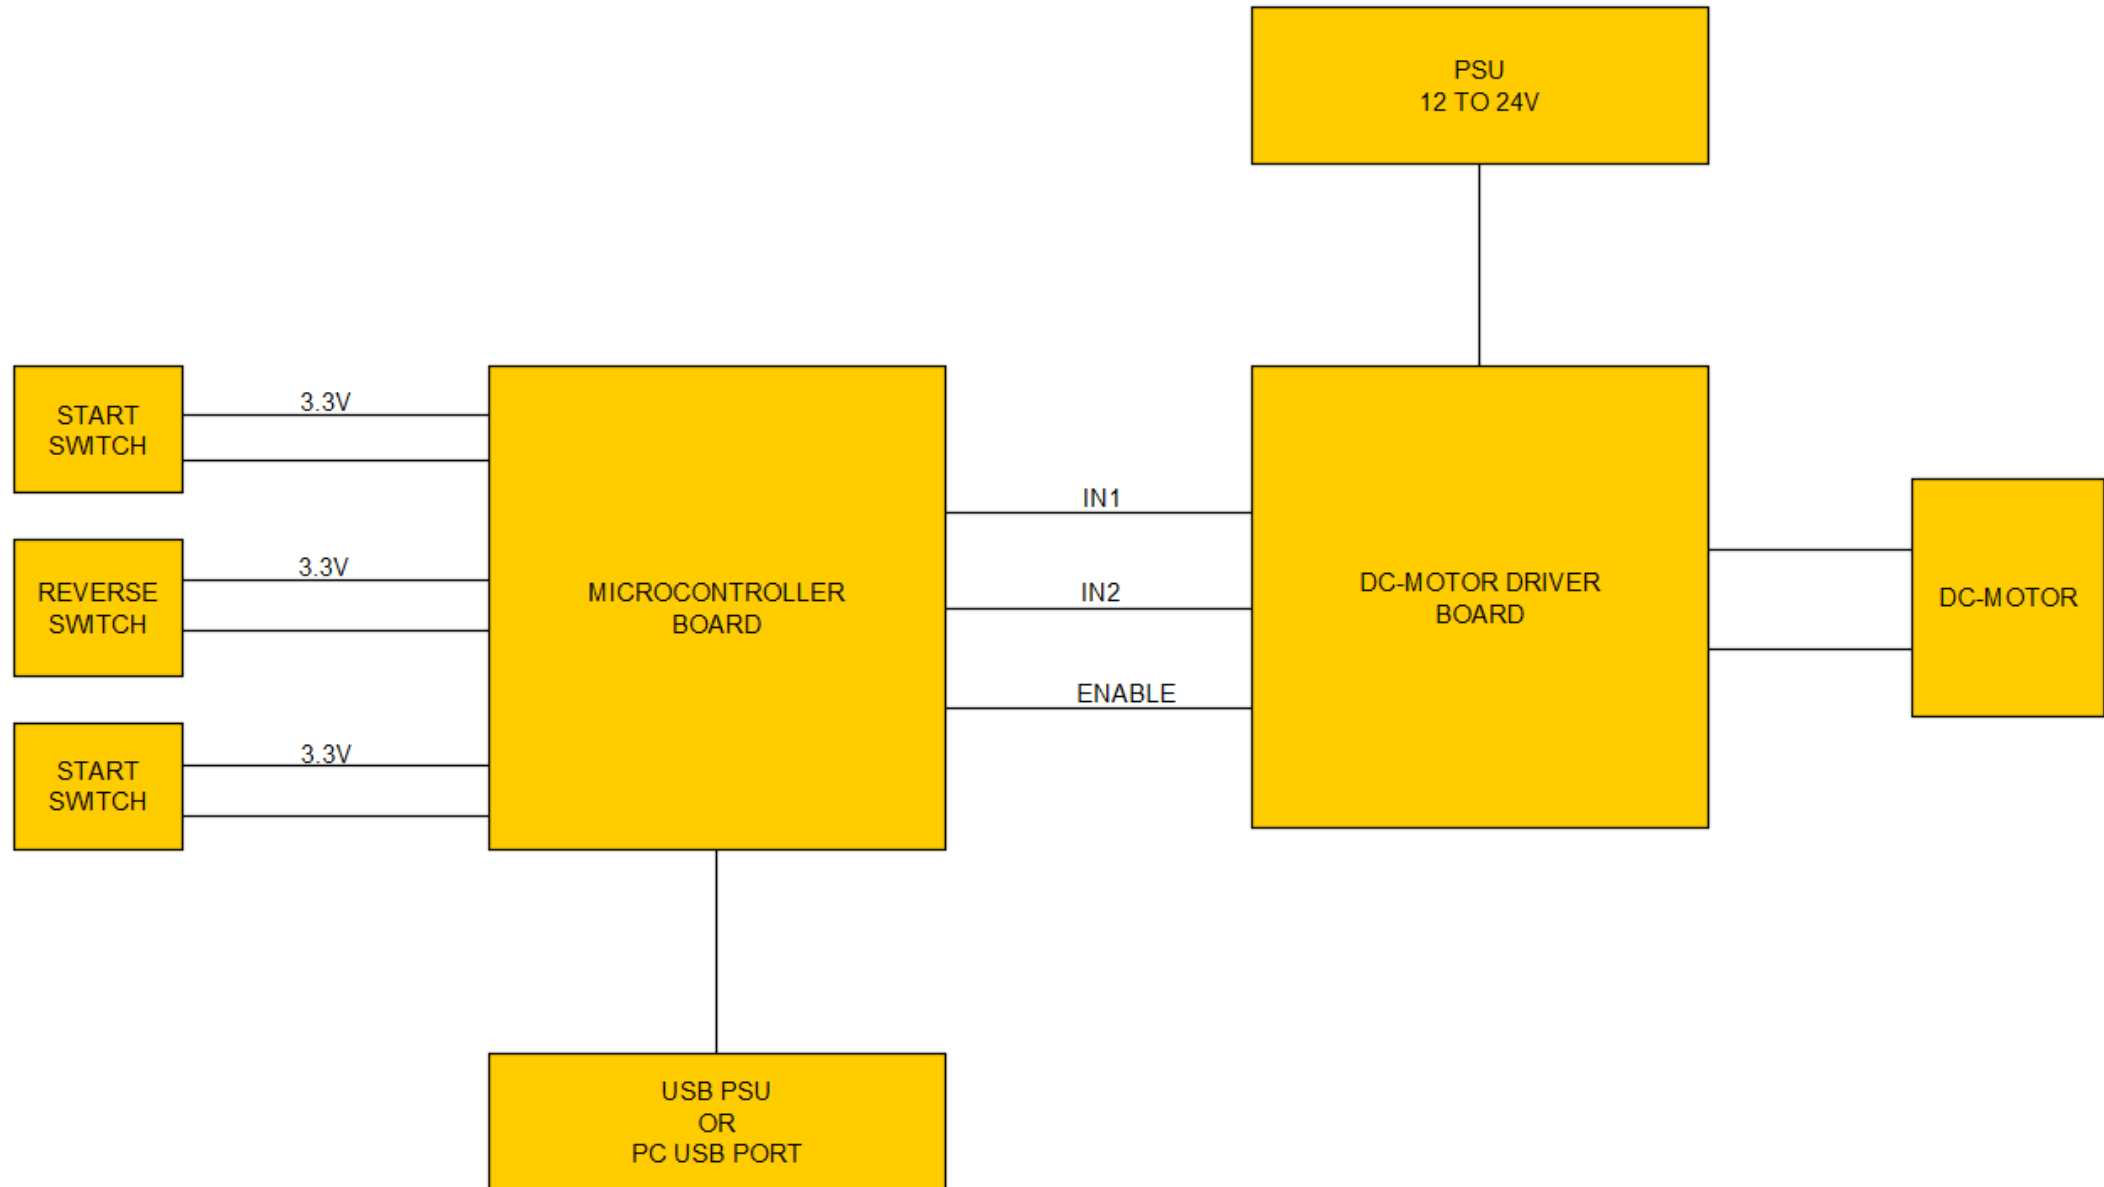 PSU
12 TO 24V
START
SWITCH
3.3V
REVERSE
SWITCH
3.3V
START
SWITCH
3.3V
MICROCONTROLLER
BOARD
IN1
IN2
ENABLE
DC-MOTOR DRIVER
BOARD
DC-MOTOR
USB PSU
OR
PC USB PORT